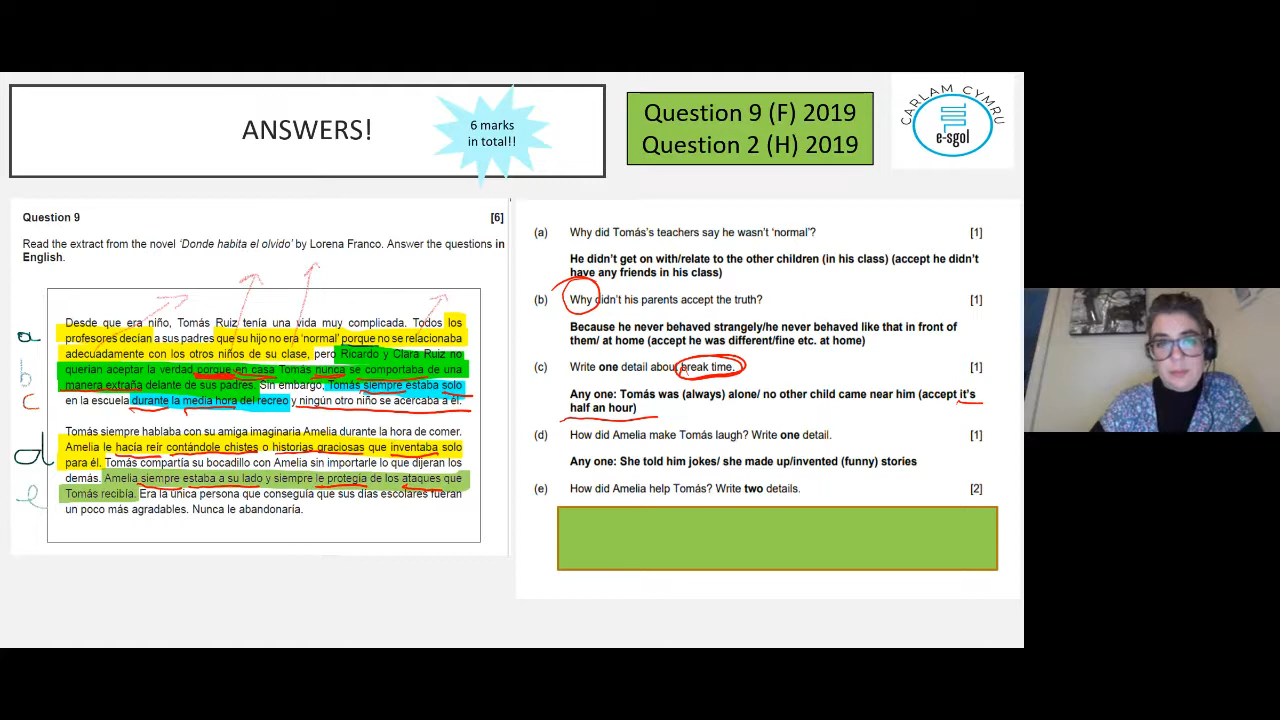 ANSWERS!
6 marks
in total!!
Question 9 (F) 2019
Question 2 (H) 2019
CARLAM CYMRU
e-sgol
Question 9 [6]
Read the extract from the novel ‘Donde habita el olvido’ by Lorena Franco. Answer the questions in
English.
Desde que era niño, Tomás Ruiz tenía una vida muy complicada. Todos los
profesores decían a sus padres que su hijo no era ‘normal’ porque no se relacionaba
adecuadamente con los otros niños de su clase, pero Ricardo y Clara Ruiz no
querían aceptar la verdad porque en casa Tomás nunca se comportaba de una
manera extraña delante de sus padres. Sin embargo, Tomás siempre estaba solo
en la escuela durante la media hora del recreo y ningún otro niño se acercaba a él.
Tomás siempre hablaba con su amiga imaginaria Amelia durante la hora de comer.
Amelia le hacía reír contándole chistes o historias graciosas que inventaba solo
para él. Tomás compartía su bocadillo con Amelia sin importarle lo que dijeran los
demás. Amelia siempre estaba a su lado y siempre le protegía de los ataques que
Tomás recibía. Era la única persona que conseguía que sus días escolares fueran
un poco más agradables. Nunca le abandonaría.
a
b
c
d
e
(a) Why did Tomás’s teachers say he wasn’t ‘normal’? [1]
He didn’t get on with/relate to the other children (in his class) (accept he didn’t
have any friends in his class)
(b) Why didn’t his parents accept the truth? [1]
Because he never behaved strangely/he never behaved like that in front of
them/ at home (accept he was different/fine etc. at home)
(c) Write one detail about break time. [1]
Any one: Tomás was (always) alone/ no other child came near him (accept it’s
half an hour)
(d) How did Amelia make Tomás laugh? Write one detail. [1]
Any one: She told him jokes/ she made up/invented (funny) stories
(e) How did Amelia help Tomás? Write two details. [2]